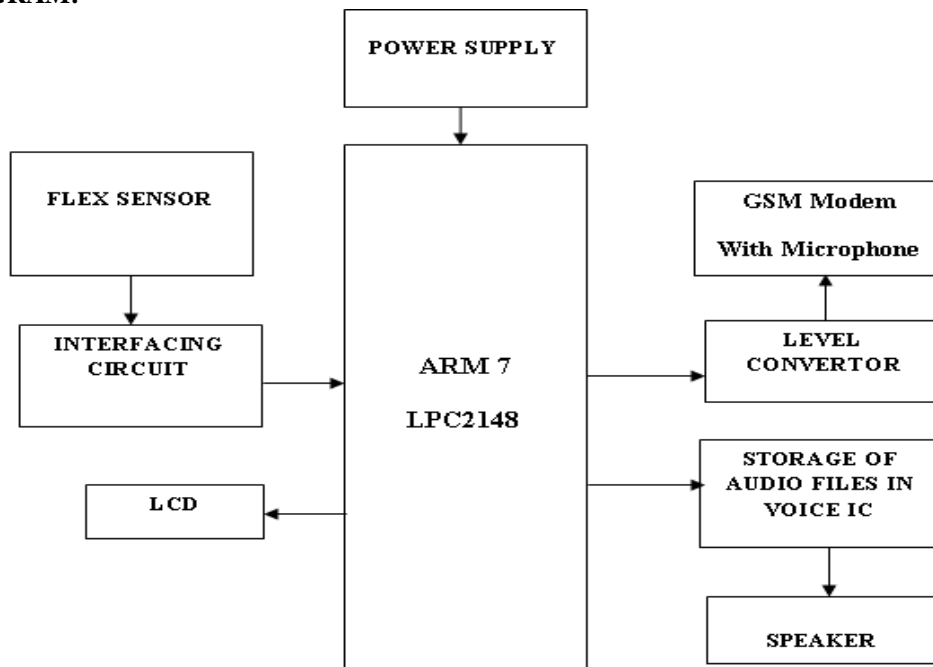 POWER SUPPLY
FLEX SENSOR
GSM Modem
With Microphone
INTERFACING
CIRCUIT
LEVEL
CONVERTOR
ARM 7
LPC2148
STORAGE OF
AUDIO FILES IN
VOICE IC
LCD
SPEAKER